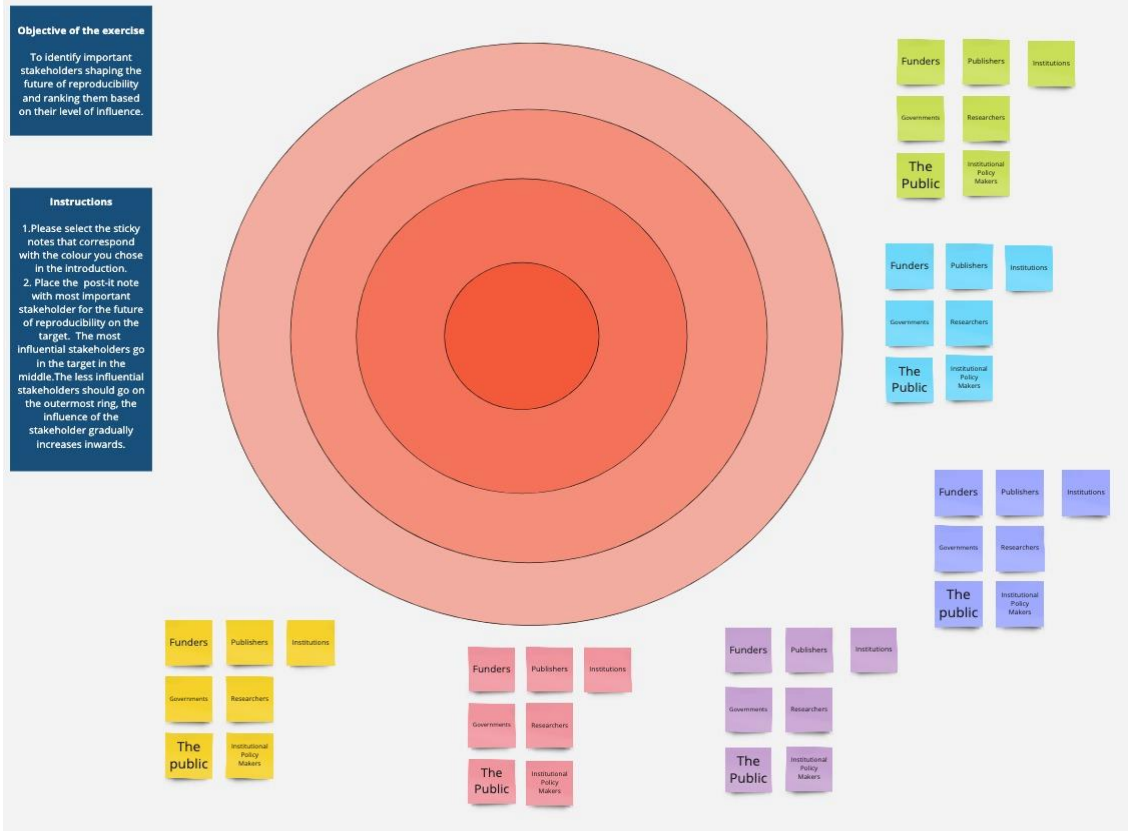 Objective of the exercise
To identify important
stakeholders shaping the
future of reproducibility
and ranking them based
on their level of influence.
Instructions
1.Please select the sticky
notes that correspond
with the colour you chose
in the introduction.
2. Place the post-it note
with most important
stakeholder for the future
of reproducibility on the
target. The most
influential stakeholders go
in the target in the
middle.The less influential
stakeholders should go on
the outermost ring, the
influence of the
stakeholder gradually
increases inwards.
Funders
Publishers
Institutions
Governments
Researchers
The
Public
Institutional
Policy
Makers
Funders
Publishers
Institutions
Governments
Researchers
The
Public
Institutional
Policy
Makers
Funders
Publishers
Institutions
Governments
Researchers
The
public
Institutional
Policy
Makers
Funders
Publishers
Institutions
Governments
Researchers
The
public
Institutional
Policy
Makers
Funders
Publishers
Institutions
Governments
Researchers
The
Public
Institutional
Policy
Makers
Funders
Publishers
Institutions
Governments
Researchers
The
Public
Institutional
Policy
Makers